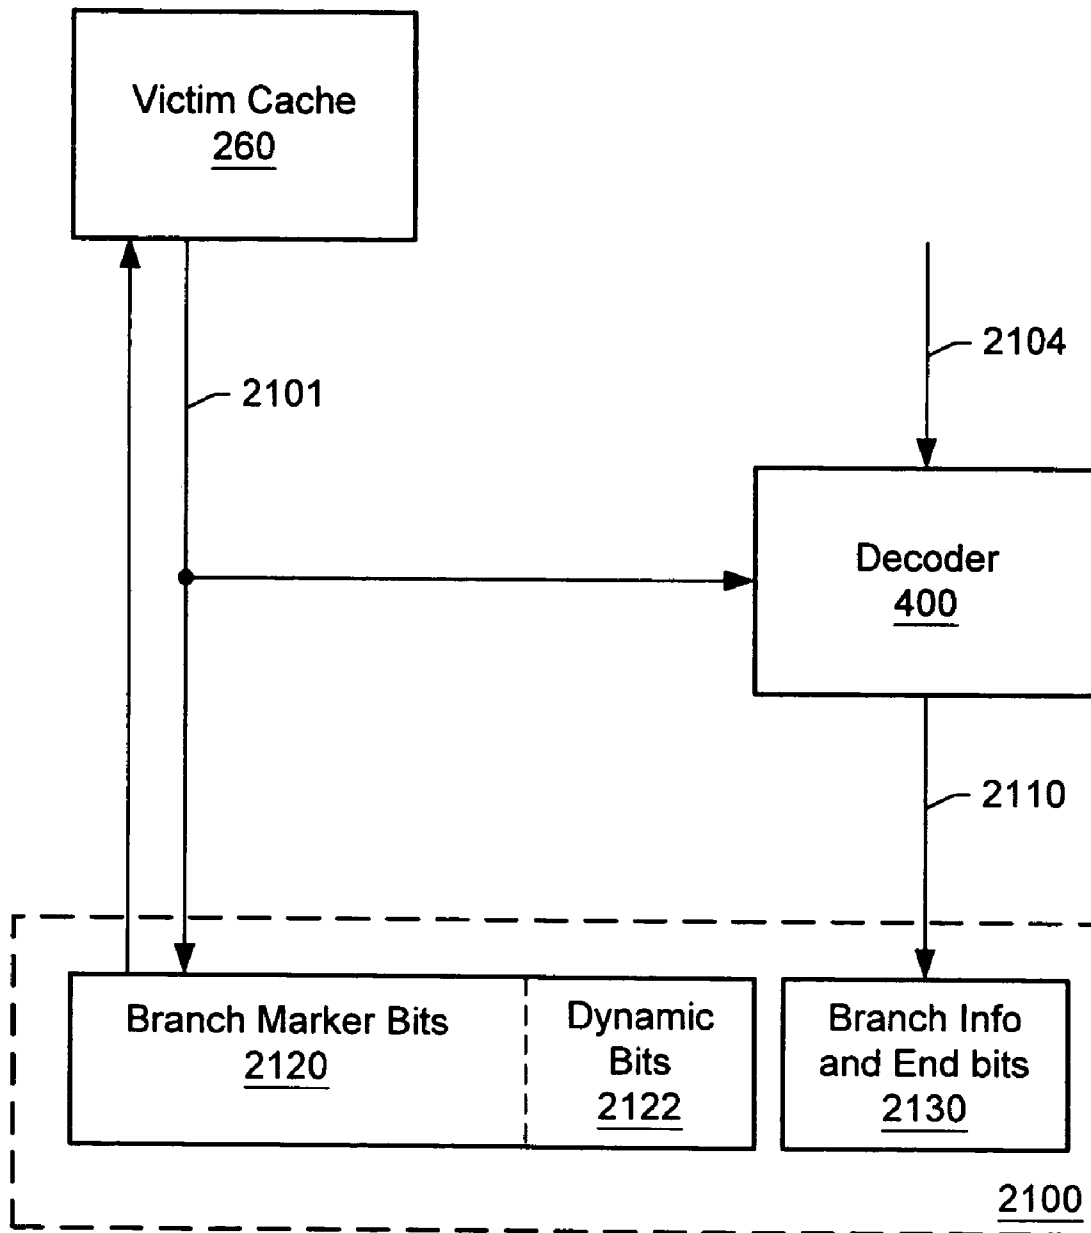 Victim Cache
260
2104
2101
Decoder
400
2110
Branch Marker Bits
2120
Dynamic
Bits
2122
Branch Info
and End bits
2130
2100